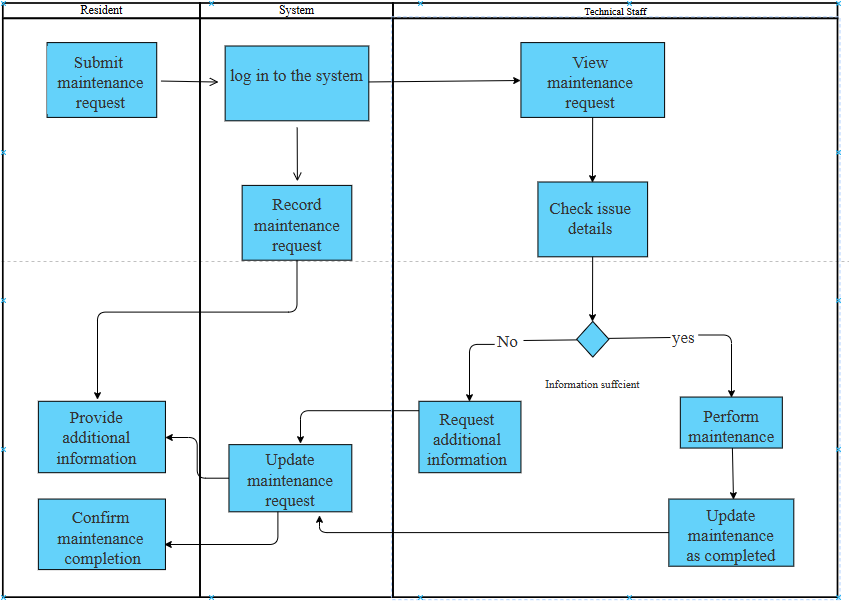 Resident
System
Technical Staff
Submit
maintenance
request
log in to the system
View
maintenance
request
Record
maintenance
request
Check issue
details
No
yes
Information suffcient
Provide
additional
information
Request
additional
information
Perform
maintenance
Update
maintenance
request
Confirm
maintenance
completion
Update
maintenance
as completed